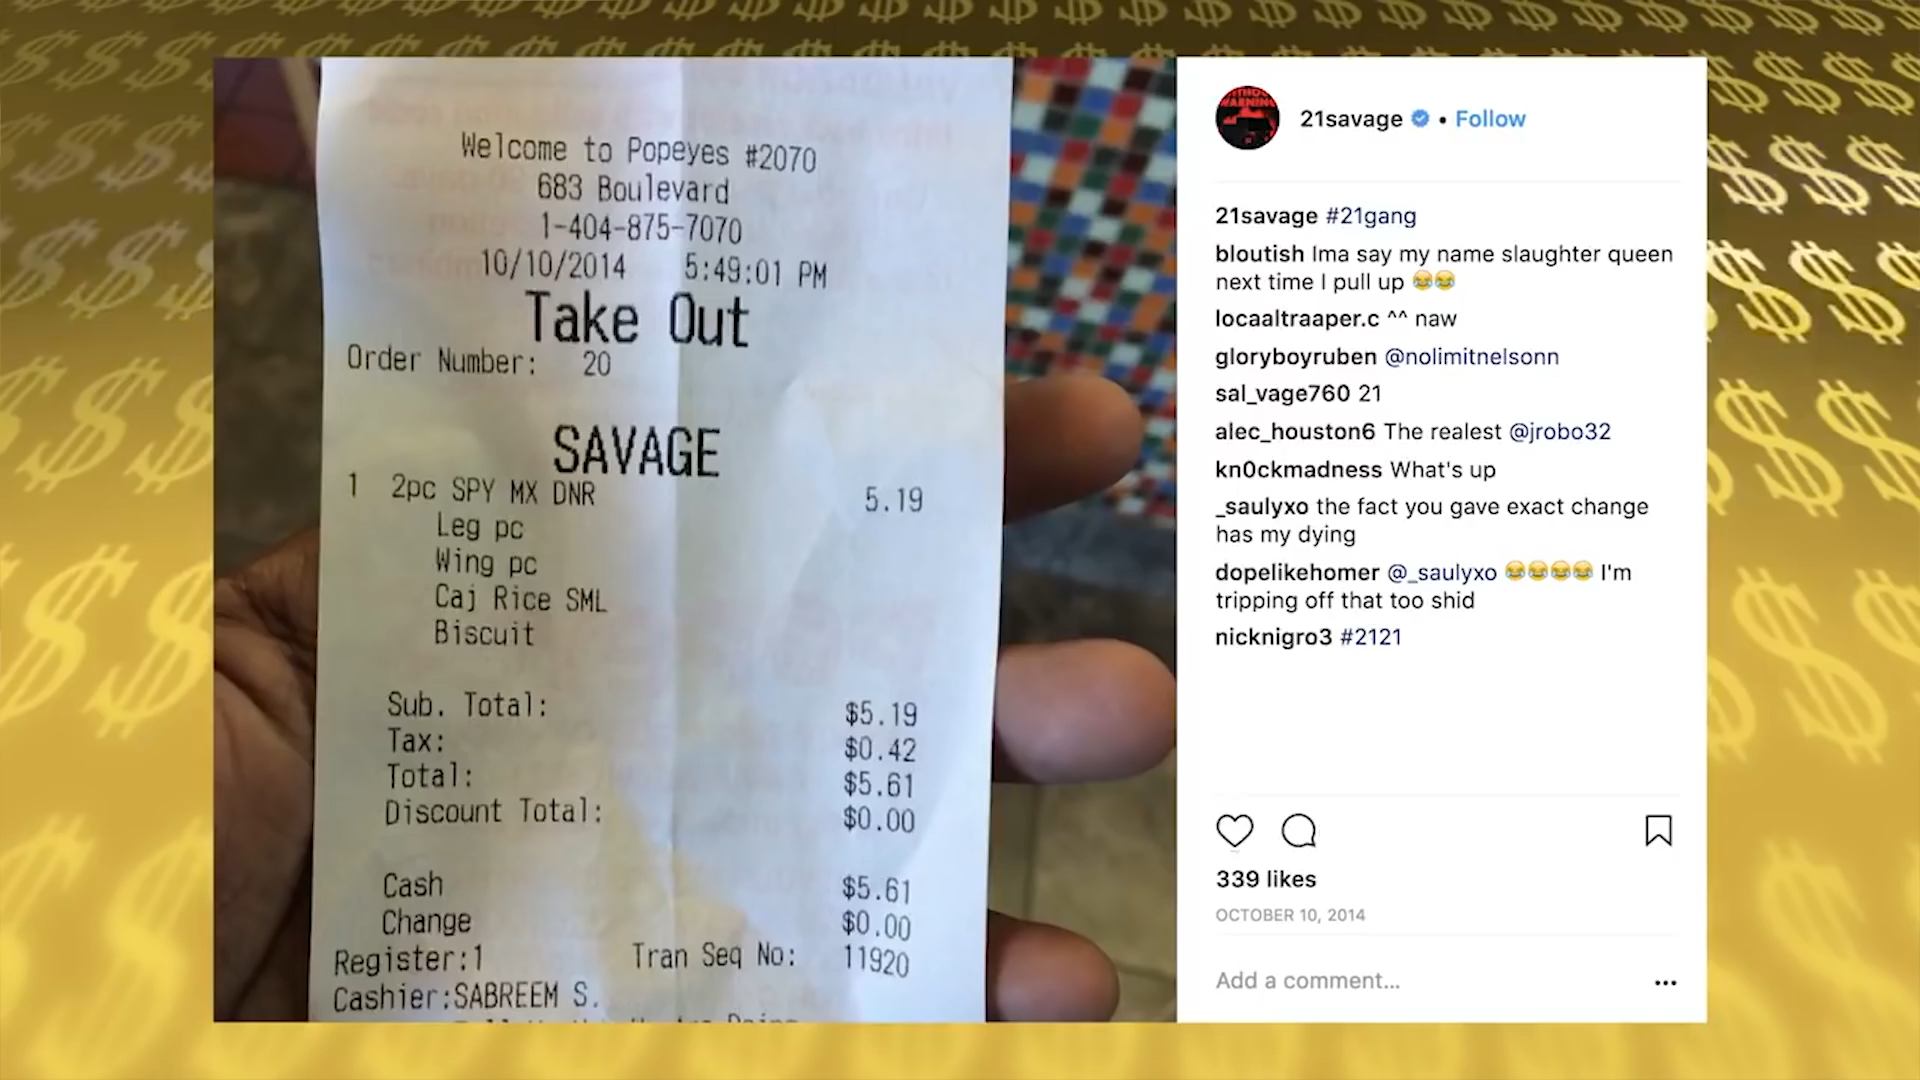 Welcome to Popeyes #2070
683 Boulevard
1-404-875-7070
10/10/2014 5:49:01 PM
Take Out
Order Number: 20
SAVAGE
1 2pc SPY MX DNR 5.19
Leg pc
Wing pc
Caj Rice SML
Biscuit
Sub. Total: $5.19
Tax: $0.42
Total: $5.61
Discount Total: $0.00
Cash $5.61
Change $0.00
Register:1 Tran Seq No: 11920
Cashier:SABREEM S.
WITHOUT
WARNING
21savage • Follow
21savage #21gang
bloutish Ima say my name slaughter queen
next time I pull up 😂😂
locaaltraaper.c ^^ naw
gloryboyruben @nolimitnelsonn
sal_vage760 21
alec_houston6 The realest @jrobo32
kn0ckmadness What's up
_saulyxo the fact you gave exact change
has my dying
dopelikehomer @_saulyxo 😂😂😂😂 I'm
tripping off that too shid
nicknigro3 #2121
339 likes
OCTOBER 10, 2014
Add a comment...